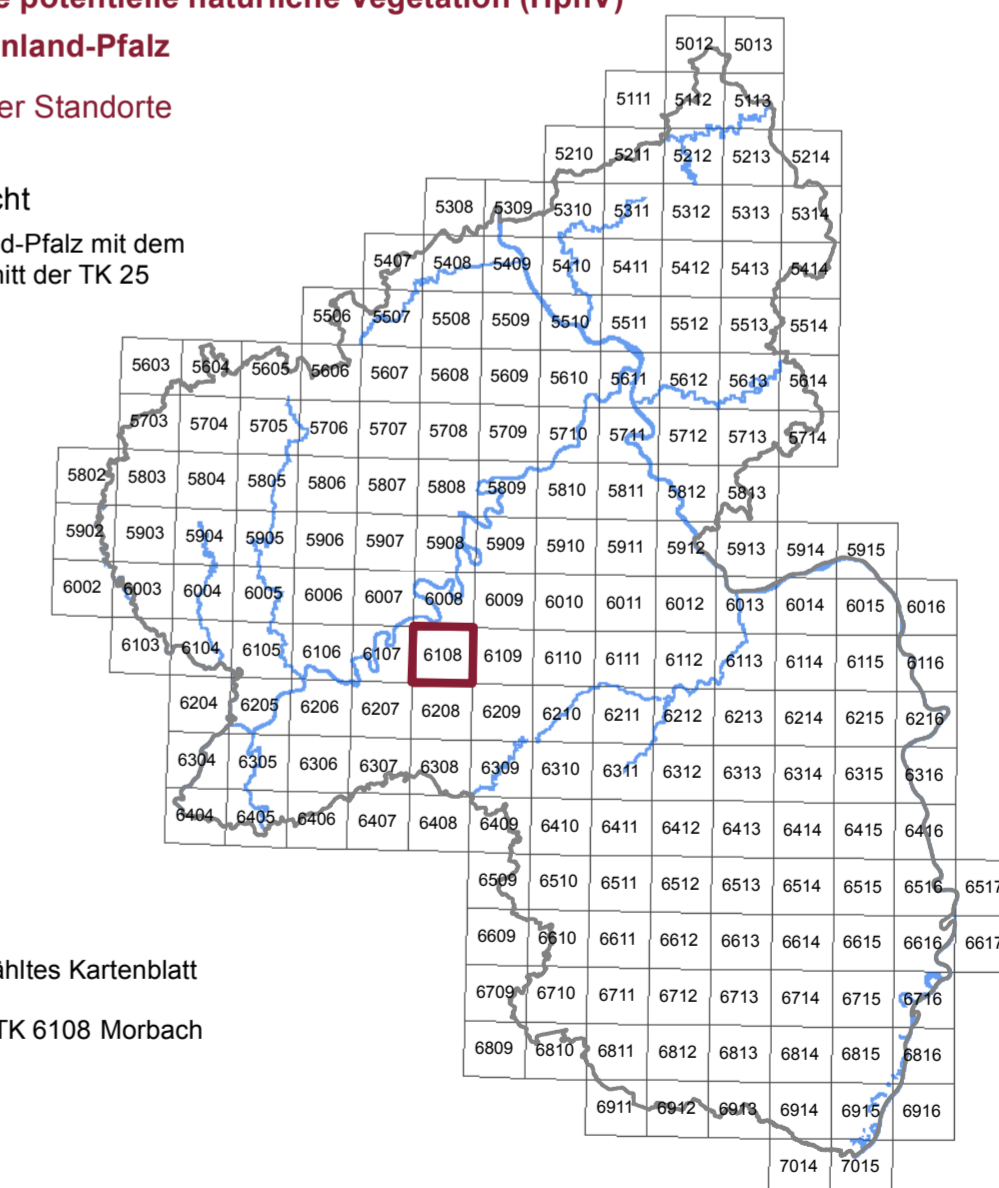 e potentielle natürliche Vegetation (HpnV)
nland-Pfalz
er Standorte
cht
d-Pfalz mit dem
nitt der TK 25
5012 5013
5111 5112 5113
5210 5211 5212 5213 5214
5308 5309 5310 5311 5312 5313 5314
5407 5408 5409 5410 5411 5412 5413 5414
5506 5507 5508 5509 5510 5511 5512 5513 5514
5603 5604 5605 5606 5607 5608 5609 5610 5611 5612 5613 5614
5703 5704 5705 5706 5707 5708 5709 5710 5711 5712 5713 5714
5802 5803 5804 5805 5806 5807 5808 5809 5810 5811 5812 5813
5902 5903 5904 5905 5906 5907 5908 5909 5910 5911 5912 5913 5914 5915
6002 6003 6004 6005 6006 6007 6008 6009 6010 6011 6012 6013 6014 6015 6016
6103 6104 6105 6106 6107 6108 6109 6110 6111 6112 6113 6114 6115 6116
6204 6205 6206 6207 6208 6209 6210 6211 6212 6213 6214 6215 6216
6304 6305 6306 6307 6308 6309 6310 6311 6312 6313 6314 6315 6316
6404 6405 6406 6407 6408 6409 6410 6411 6412 6413 6414 6415 6416
6509 6510 6511 6512 6513 6514 6515 6516 6517
6609 6610 6611 6612 6613 6614 6615 6616 6617
ähltes Kartenblatt
6709 6710 6711 6712 6713 6714 6715 6716
TK 6108 Morbach
6809 6810 6811 6812 6813 6814 6815 6816
6911 6912 6913 6914 6915 6916
7014 7015